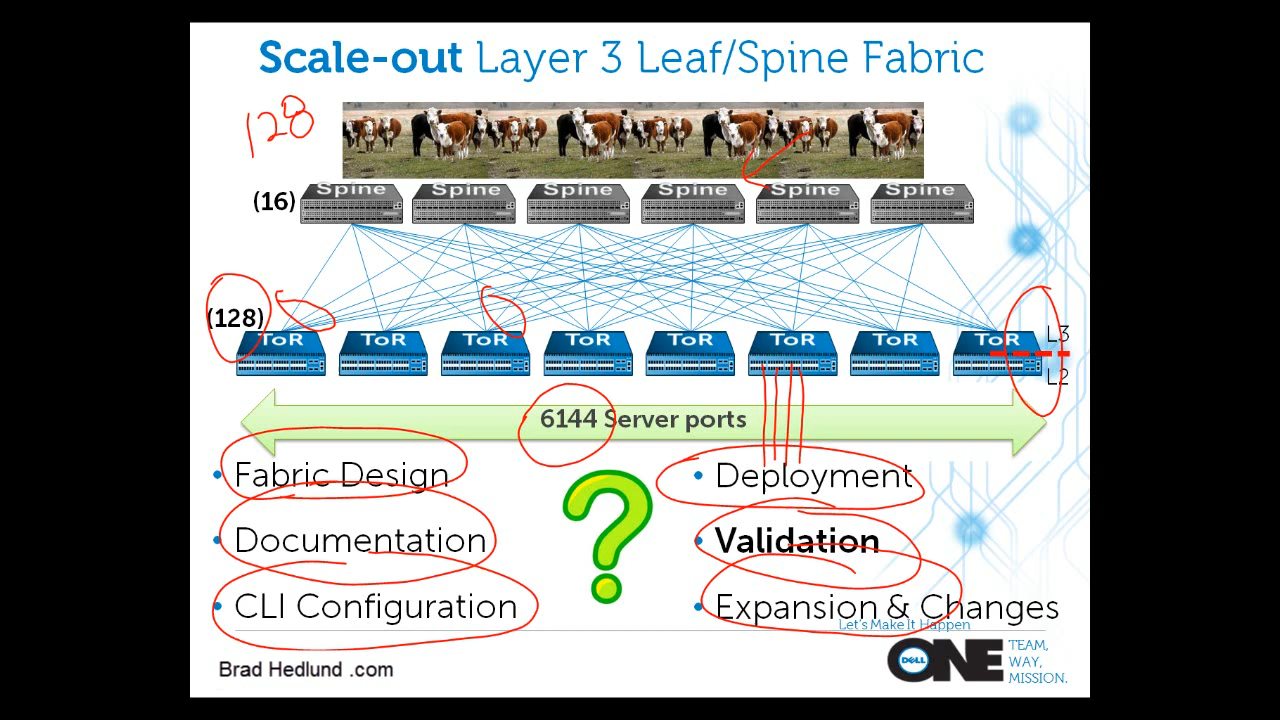 Scale-out Layer 3 Leaf/Spine Fabric
128
Spine Spine Spine Spine Spine Spine
(16)
(128)
ToR ToR ToR ToR ToR ToR ToR ToR
L3
L2
6144 Server ports
• Fabric Design
• Documentation
• CLI Configuration
?
• Deployment
• Validation
• Expansion & Changes
Let's Make It Happen
Brad Hedlund .com
DELL
ONE
TEAM,
WAY,
MISSION.